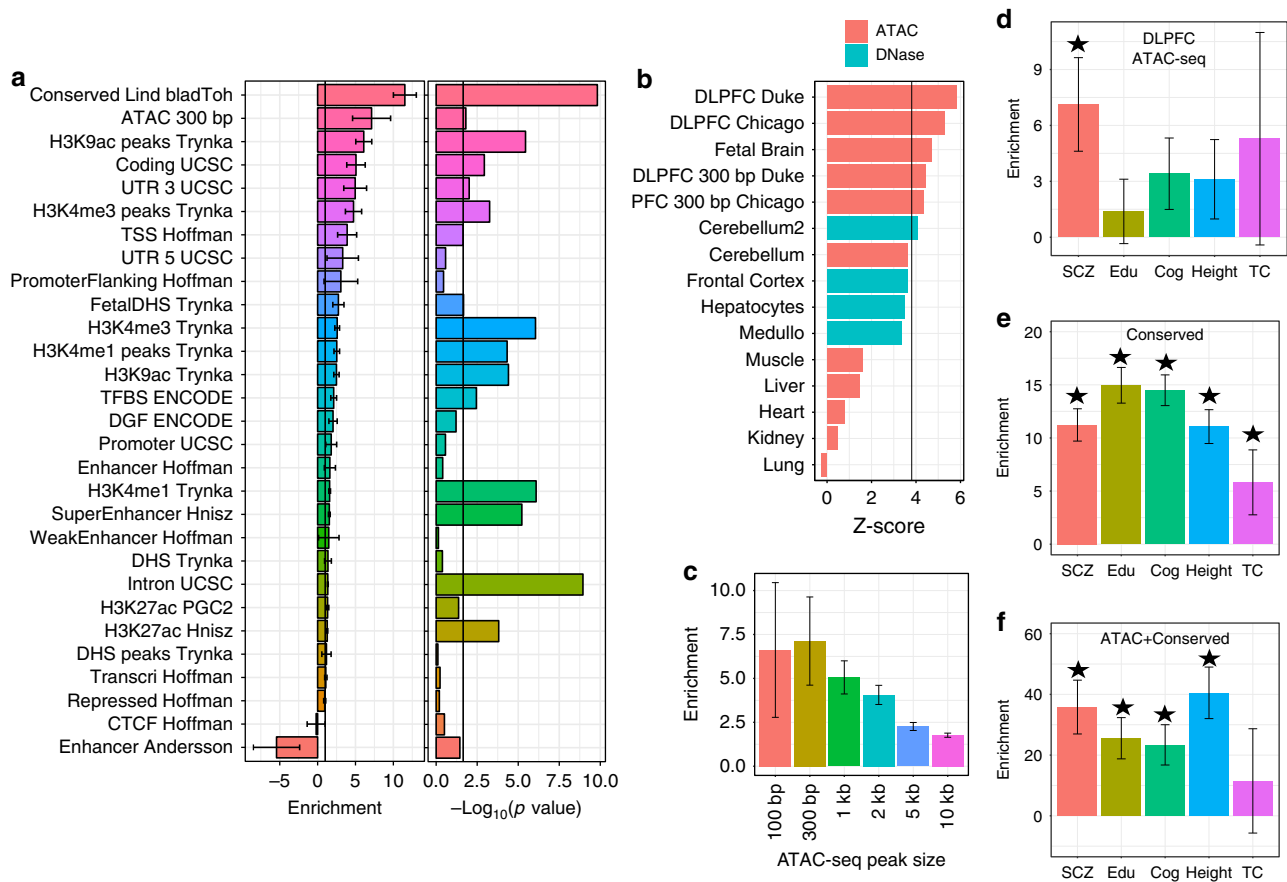 a
Conserved Lind bladToh
ATAC 300 bp
H3K9ac peaks Trynka
Coding UCSC
UTR 3 UCSC
H3K4me3 peaks Trynka
TSS Hoffman
UTR 5 UCSC
PromoterFlanking Hoffman
FetalDHS Trynka
H3K4me3 Trynka
H3K4me1 peaks Trynka
H3K9ac Trynka
TFBS ENCODE
DGF ENCODE
Promoter UCSC
Enhancer Hoffman
H3K4me1 Trynka
SuperEnhancer Hnisz
WeakEnhancer Hoffman
DHS Trynka
Intron UCSC
H3K27ac PGC2
H3K27ac Hnisz
DHS peaks Trynka
Transcri Hoffman
Repressed Hoffman
CTCF Hoffman
Enhancer Andersson
−5 0 5 10
Enrichment
0.0 2.5 5.0 7.5 10.0
−Log10(p value)
ATAC
DNase
b
DLPFC Duke
DLPFC Chicago
Fetal Brain
DLPFC 300 bp Duke
PFC 300 bp Chicago
Cerebellum2
Cerebellum
Frontal Cortex
Hepatocytes
Medullo
Muscle
Liver
Heart
Kidney
Lung
0 2 4 6
Z-score
c
10.0
7.5
5.0
2.5
0.0
Enrichment
100 bp
300 bp
1 kb
2 kb
5 kb
10 kb
ATAC-seq peak size
d
DLPFC
ATAC-seq
9
6
3
0
Enrichment
SCZ Edu Cog Height TC
e
Conserved
20
15
10
5
0
Enrichment
SCZ Edu Cog Height TC
f
ATAC+Conserved
60
40
20
0
Enrichment
SCZ Edu Cog Height TC